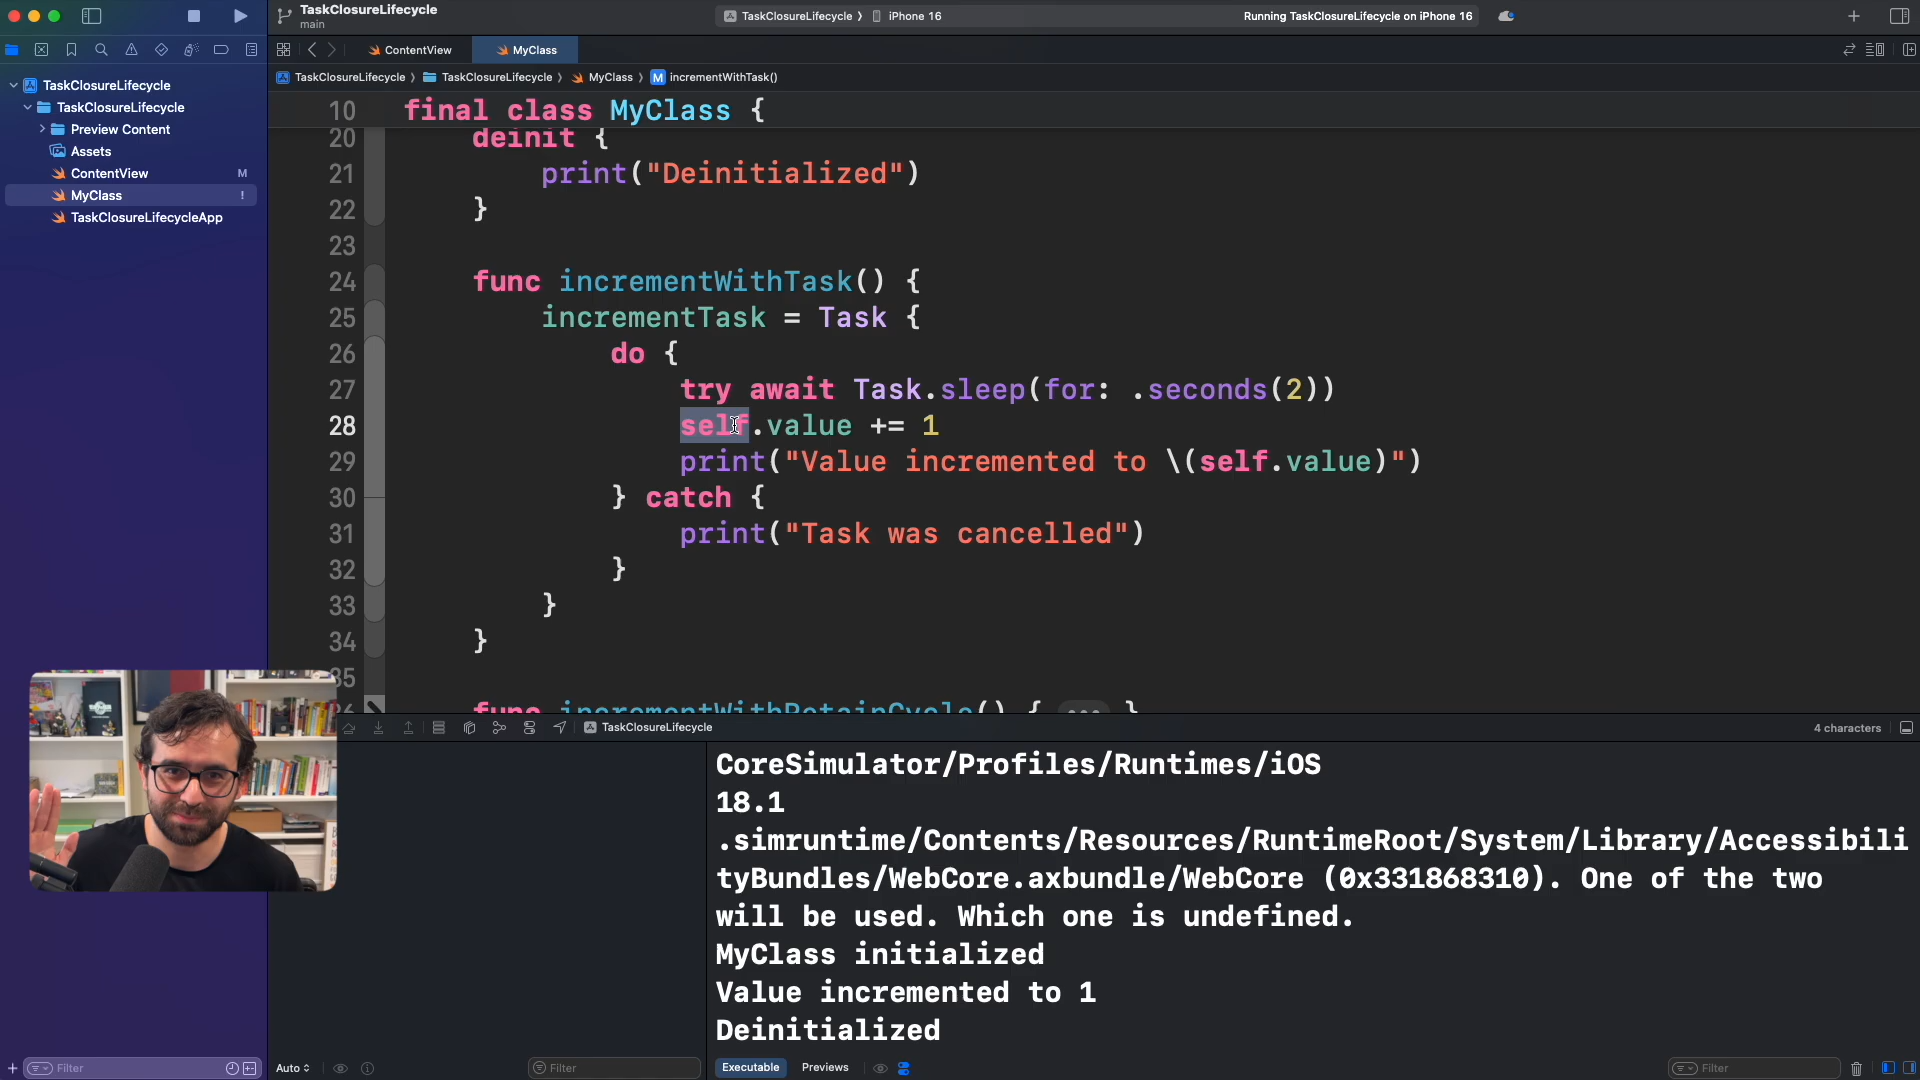 TaskClosureLifecycle
main
TaskClosureLifecycle
iPhone 16
Running TaskClosureLifecycle on iPhone 16
ContentView
MyClass
TaskClosureLifecycle
TaskClosureLifecycle
MyClass
M
incrementWithTask()
TaskClosureLifecycle
TaskClosureLifecycle
Preview Content
Assets
ContentView
M
MyClass
!
TaskClosureLifecycleApp
10 final class MyClass {
20 deinit {
21 print("Deinitialized")
22 }
23
24 func incrementWithTask() {
25 incrementTask = Task {
26 do {
27 try await Task.sleep(for: .seconds(2))
28 self.value += 1
29 print("Value incremented to \(self.value)")
30 } catch {
31 print("Task was cancelled")
32 }
33 }
34 }
35
func incrementWithRetainCycle() { ••• }
TaskClosureLifecycle
4 characters
CoreSimulator/Profiles/Runtimes/iOS
18.1
.simruntime/Contents/Resources/RuntimeRoot/System/Library/Accessibili
tyBundles/WebCore.axbundle/WebCore (0x331868310). One of the two
will be used. Which one is undefined.
MyClass initialized
Value incremented to 1
Deinitialized
Filter
Auto
Filter
Executable
Previews
Filter